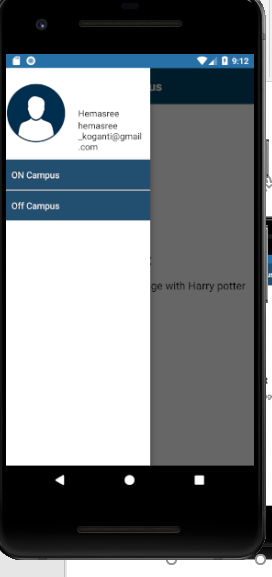 9:12
us
Hemasree
hemasree
_koganti@gmail
.com
ON Campus
Off Campus
ge with Harry potter